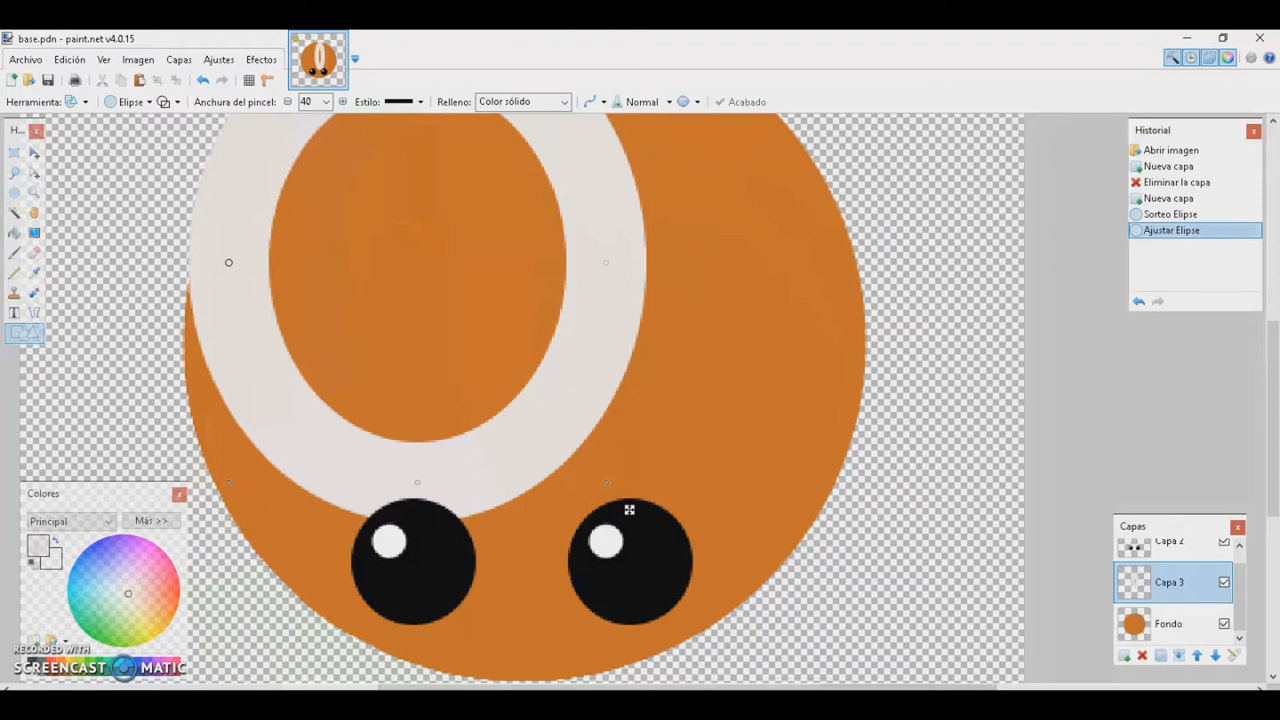 base.pdn - paint.net v4.0.15
Archivo Edición Ver Imagen Capas Ajustes Efectos
Herramienta: Elipse Anchura del pincel: 40 Estilo: Relleno: Color sólido Normal Acabado
H...
Historial
Abrir imagen
Nueva capa
Eliminar la capa
Nueva capa
Sorteo Elipse
Ajustar Elipse
Colores
Principal Más >>
Capas
Capa 2
Capa 3
Fondo
RECORDED WITH
SCREENCAST MATIC